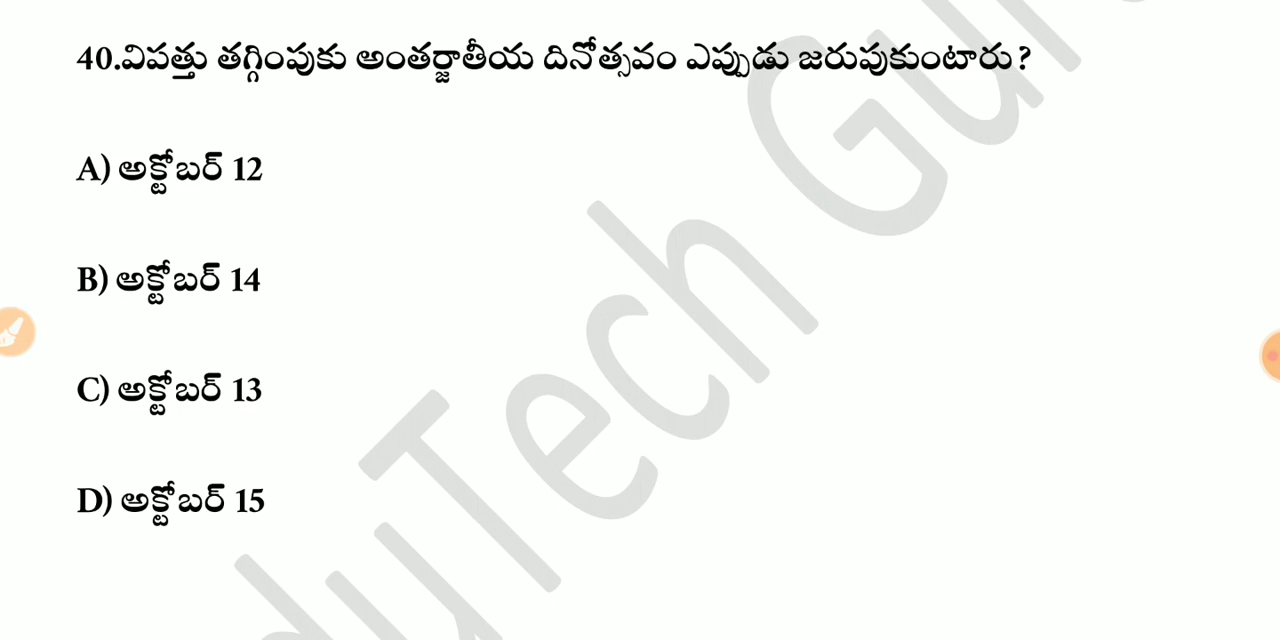 40.విపత్తు తగ్గింపుకు అంతర్జాతీయ దినోత్సవం ఎప్పుడు జరుపుకుంటారు?
A) అక్టోబర్ 12
B) అక్టోబర్ 14
C) అక్టోబర్ 13
D) అక్టోబర్ 15